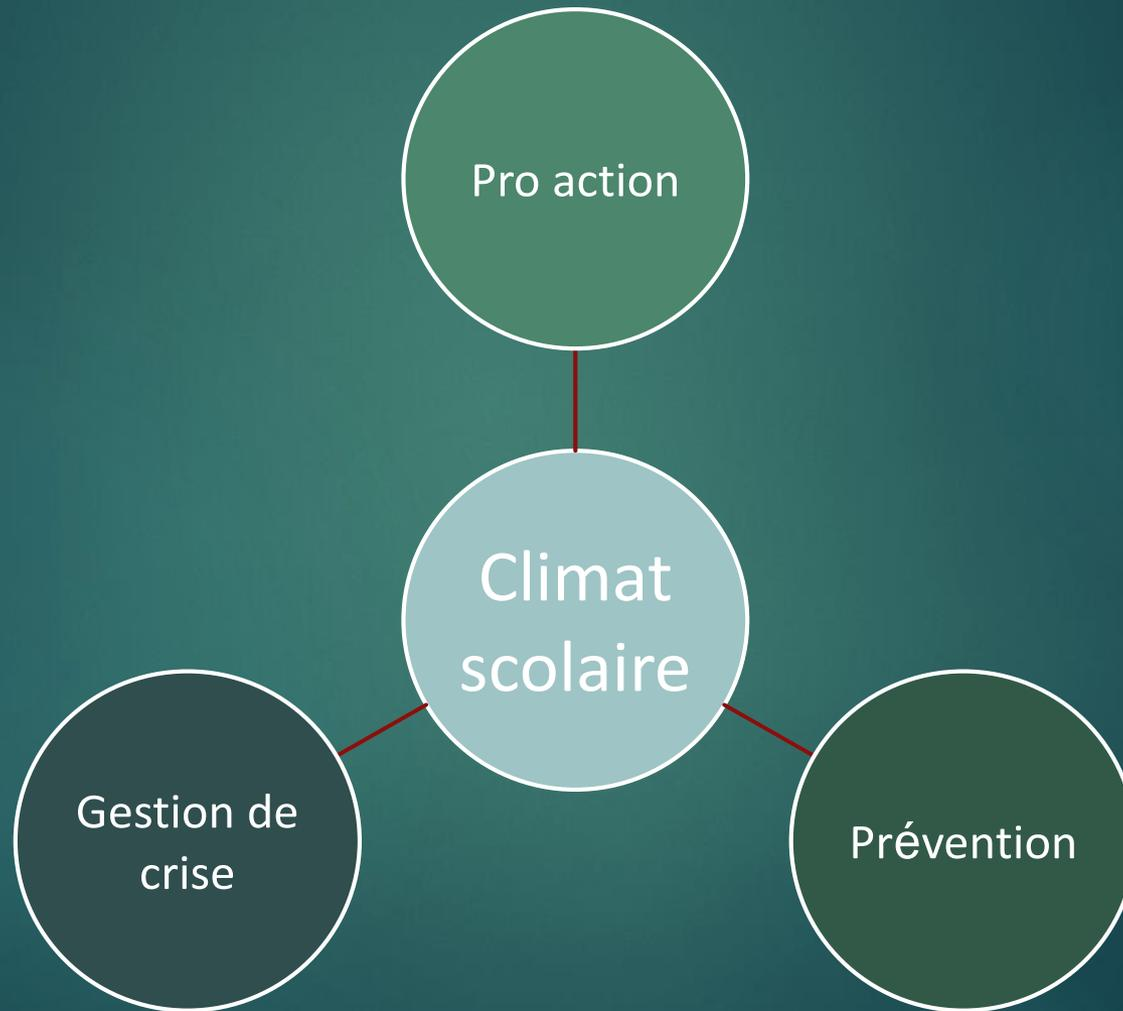 Pro action
Climat
scolaire
Gestion de
crise
Prévention